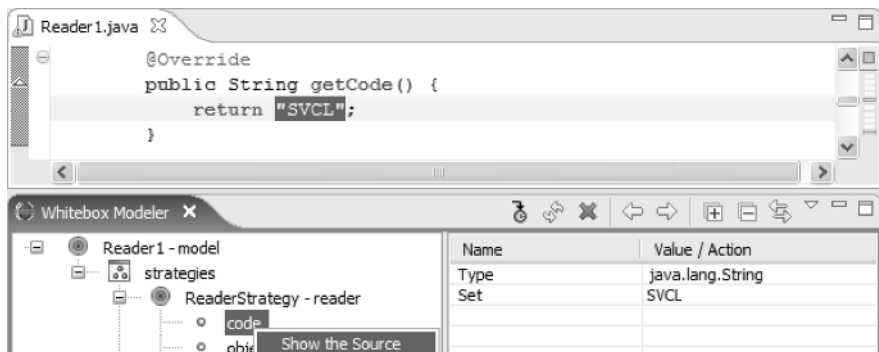 Reader1.java
@Override
public String getCode() {
return "SVCL";
}
Whitebox Modeler
Reader1 - model
strategies
ReaderStrategy - reader
code
obje
Show the Source
Name Value / Action
Type java.lang.String
Set SVCL